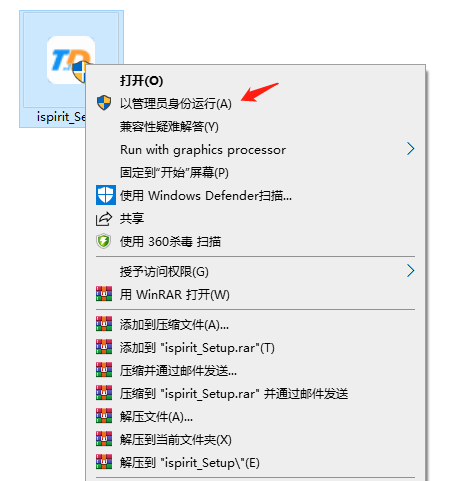 TD
ispirit_Se
打开(O)
以管理员身份运行(A)
兼容性疑难解答(Y)
Run with graphics processor
固定到"开始"屏幕(P)
使用 Windows Defender扫描...
共享
使用 360杀毒 扫描
授予访问权限(G)
用 WinRAR 打开(W)
添加到压缩文件(A)...
添加到 "ispirit_Setup.rar"(T)
压缩并通过邮件发送...
压缩到 "ispirit_Setup.rar" 并通过邮件发送
解压文件(A)...
解压到当前文件夹(X)
解压到 "ispirit_Setup\"(E)